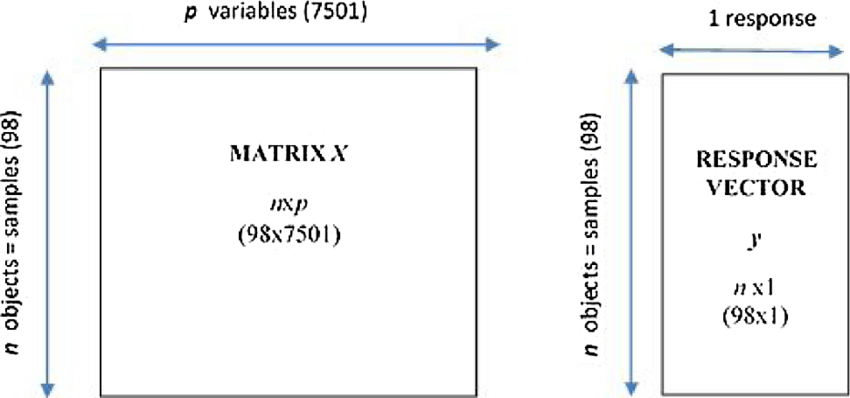 p variables (7501)
n objects = samples (98)
MATRIX X
nxp
(98x7501)
1 response
n objects = samples (98)
RESPONSE
VECTOR
y
n x1
(98x1)